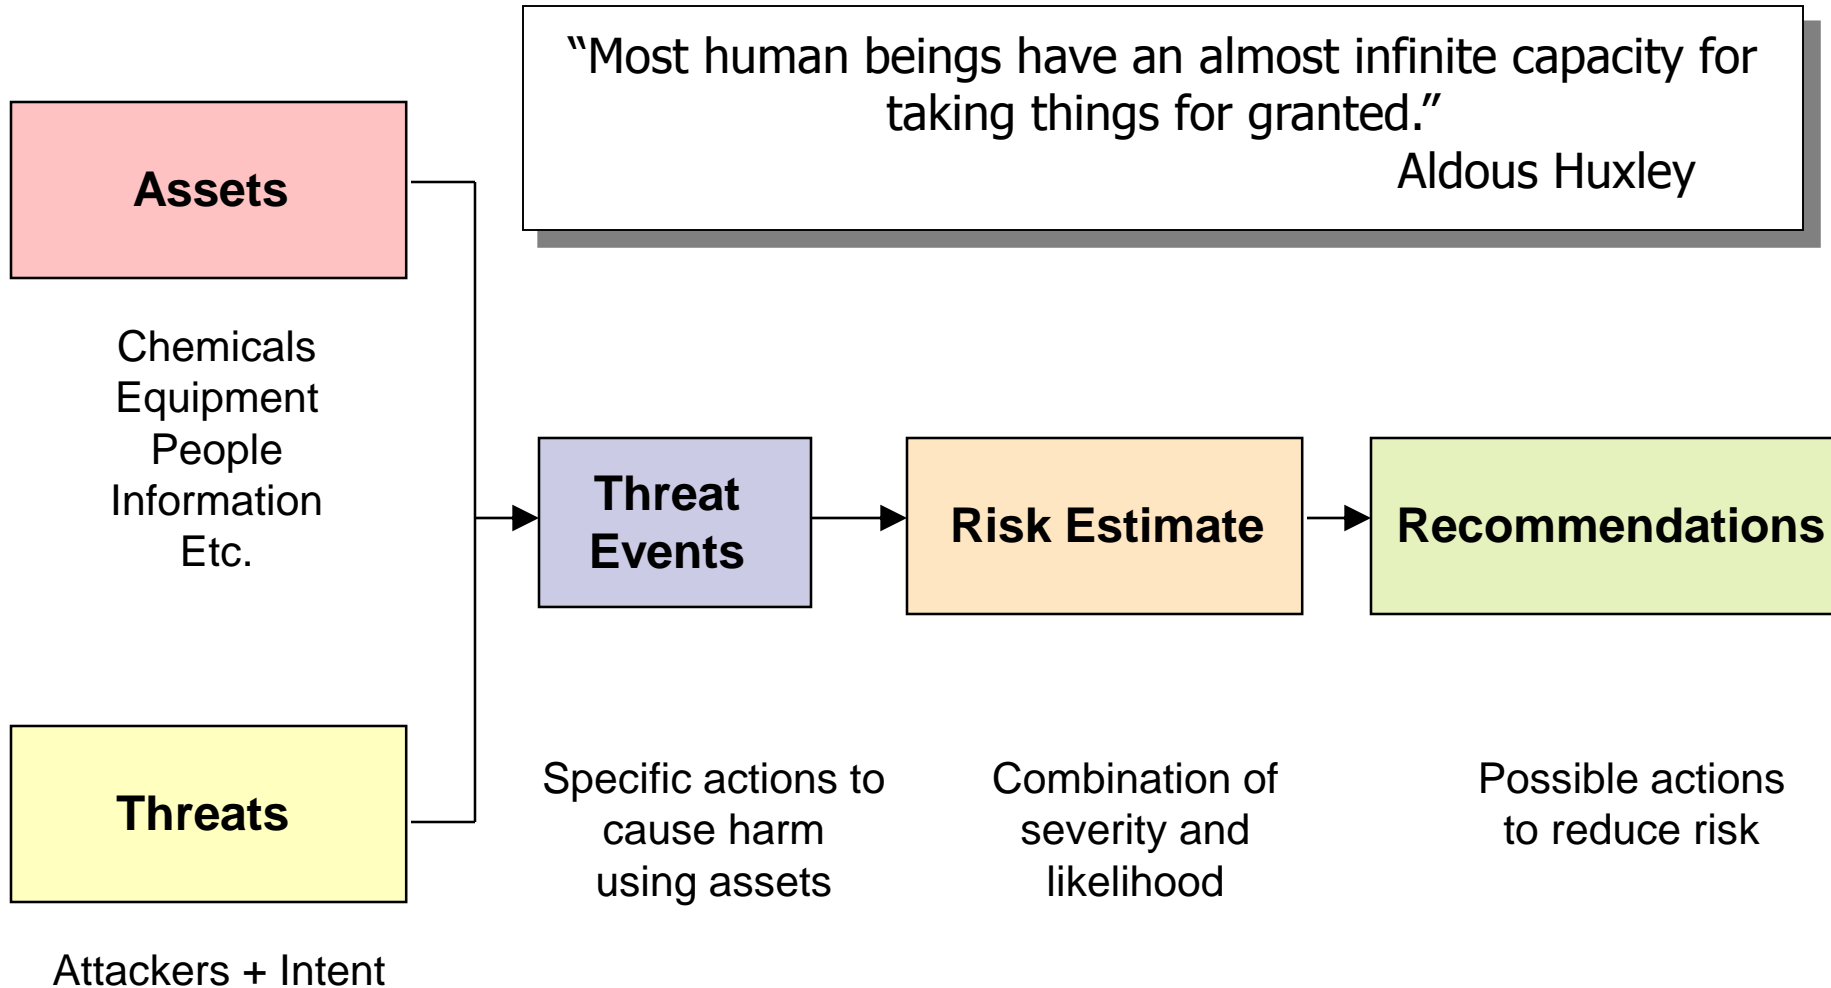 “Most human beings have an almost infinite capacity for
taking things for granted.”
Aldous Huxley
Assets
Chemicals
Equipment
People
Information
Etc.
Threats
Attackers + Intent
Threat
Events
Specific actions to
cause harm
using assets
Risk Estimate
Combination of
severity and
likelihood
Recommendations
Possible actions
to reduce risk